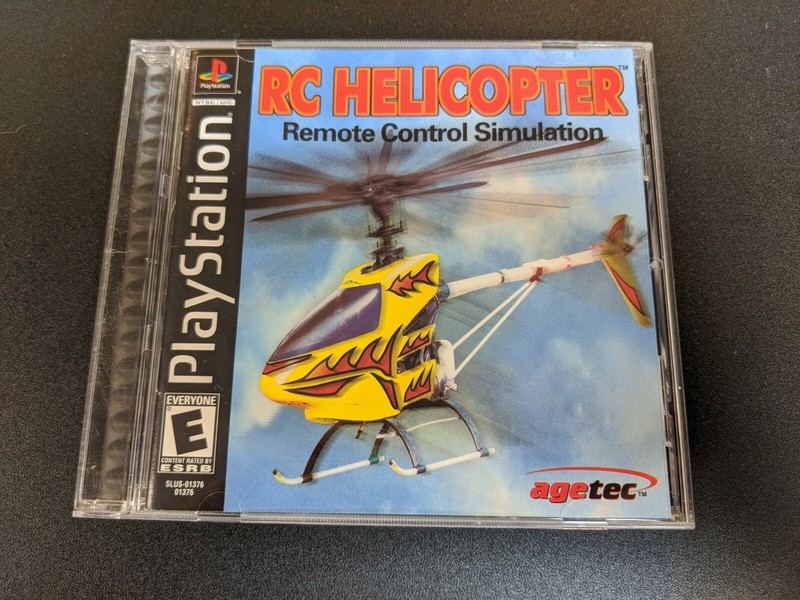 PlayStation
NTSC U/C
PlayStation
EVERYONE
E
CONTENT RATED BY
ESRB
SLUS-01376
01376
RC HELICOPTER™
Remote Control Simulation
agetec™